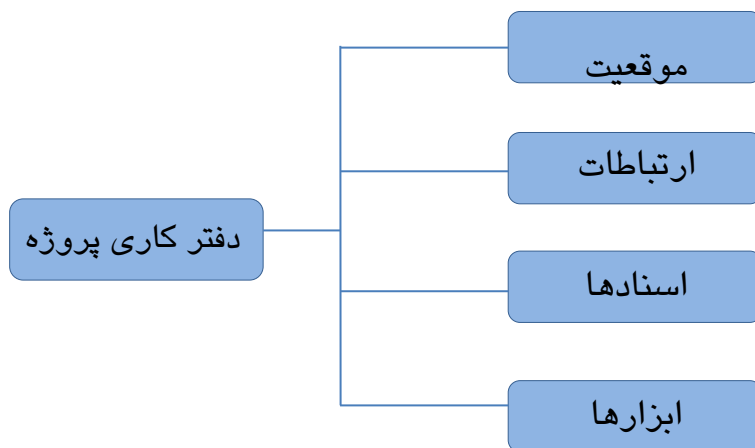 موقعیت
ارتباطات
دفتر کاری پروژه
اسنادها
ابزارها